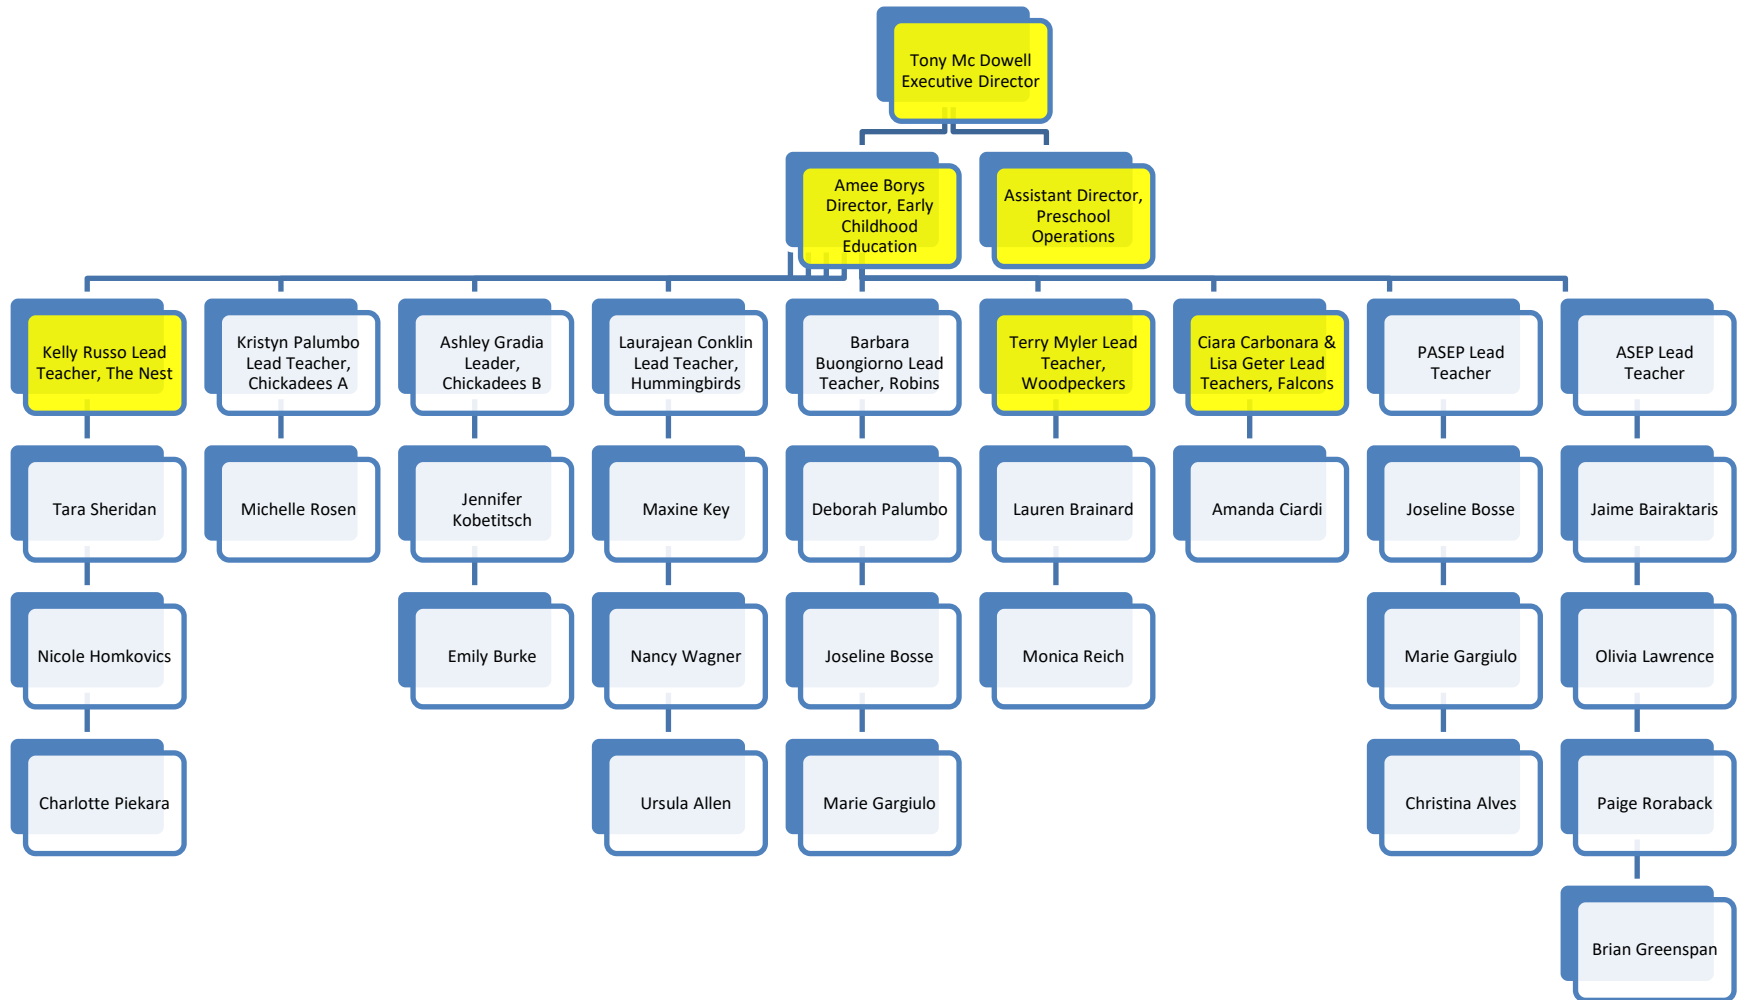 Tony Mc Dowell
Executive Director
Amee Borys
Director, Early
Childhood
Education
Assistant Director,
Preschool
Operations
Kelly Russo Lead
Teacher, The Nest
Kristyn Palumbo
Lead Teacher,
Chickadees A
Ashley Gradia
Leader,
Chickadees B
Laurajean Conklin
Lead Teacher,
Hummingbirds
Barbara
Buongiorno Lead
Teacher, Robins
Terry Myler Lead
Teacher,
Woodpeckers
Ciara Carbonara &
Lisa Geter Lead
Teachers, Falcons
PASEP Lead
Teacher
ASEP Lead
Teacher
Tara Sheridan
Michelle Rosen
Jennifer
Kobetitsch
Maxine Key
Deborah Palumbo
Lauren Brainard
Amanda Ciardi
Joseline Bosse
Jaime Bairaktaris
Nicole Homkovics
Emily Burke
Nancy Wagner
Joseline Bosse
Monica Reich
Marie Gargiulo
Olivia Lawrence
Charlotte Piekara
Ursula Allen
Marie Gargiulo
Christina Alves
Paige Roraback
Brian Greenspan